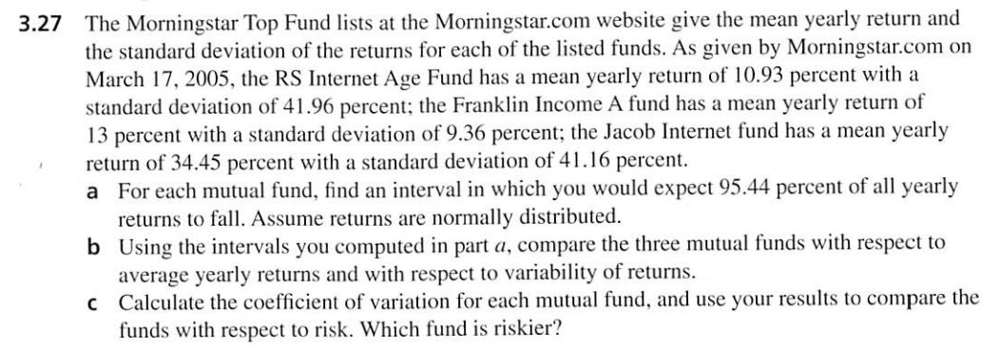 3.27 The Morningstar Top Fund lists at the Morningstar.com website give the mean yearly return and
the standard deviation of the returns for each of the listed funds. As given by Morningstar.com on
March 17, 2005, the RS Internet Age Fund has a mean yearly return of 10.93 percent with a
standard deviation of 41.96 percent; the Franklin Income A fund has a mean yearly return of
13 percent with a standard deviation of 9.36 percent; the Jacob Internet fund has a mean yearly
return of 34.45 percent with a standard deviation of 41.16 percent.
a For each mutual fund, find an interval in which you would expect 95.44 percent of all yearly
returns to fall. Assume returns are normally distributed.
b Using the intervals you computed in part a, compare the three mutual funds with respect to
average yearly returns and with respect to variability of returns.
c Calculate the coefficient of variation for each mutual fund, and use your results to compare the
funds with respect to risk. Which fund is riskier?